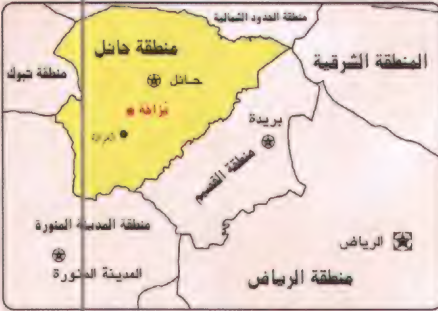 منطقة الحدود الشمالية
منطقة حائل
المنطقة الشرقية
منطقة تبوك
حائل
بريدة
منطقة القصيم
منطقة المدينة المنورة
الرياض
المدينة المنورة
منطقة الرياض